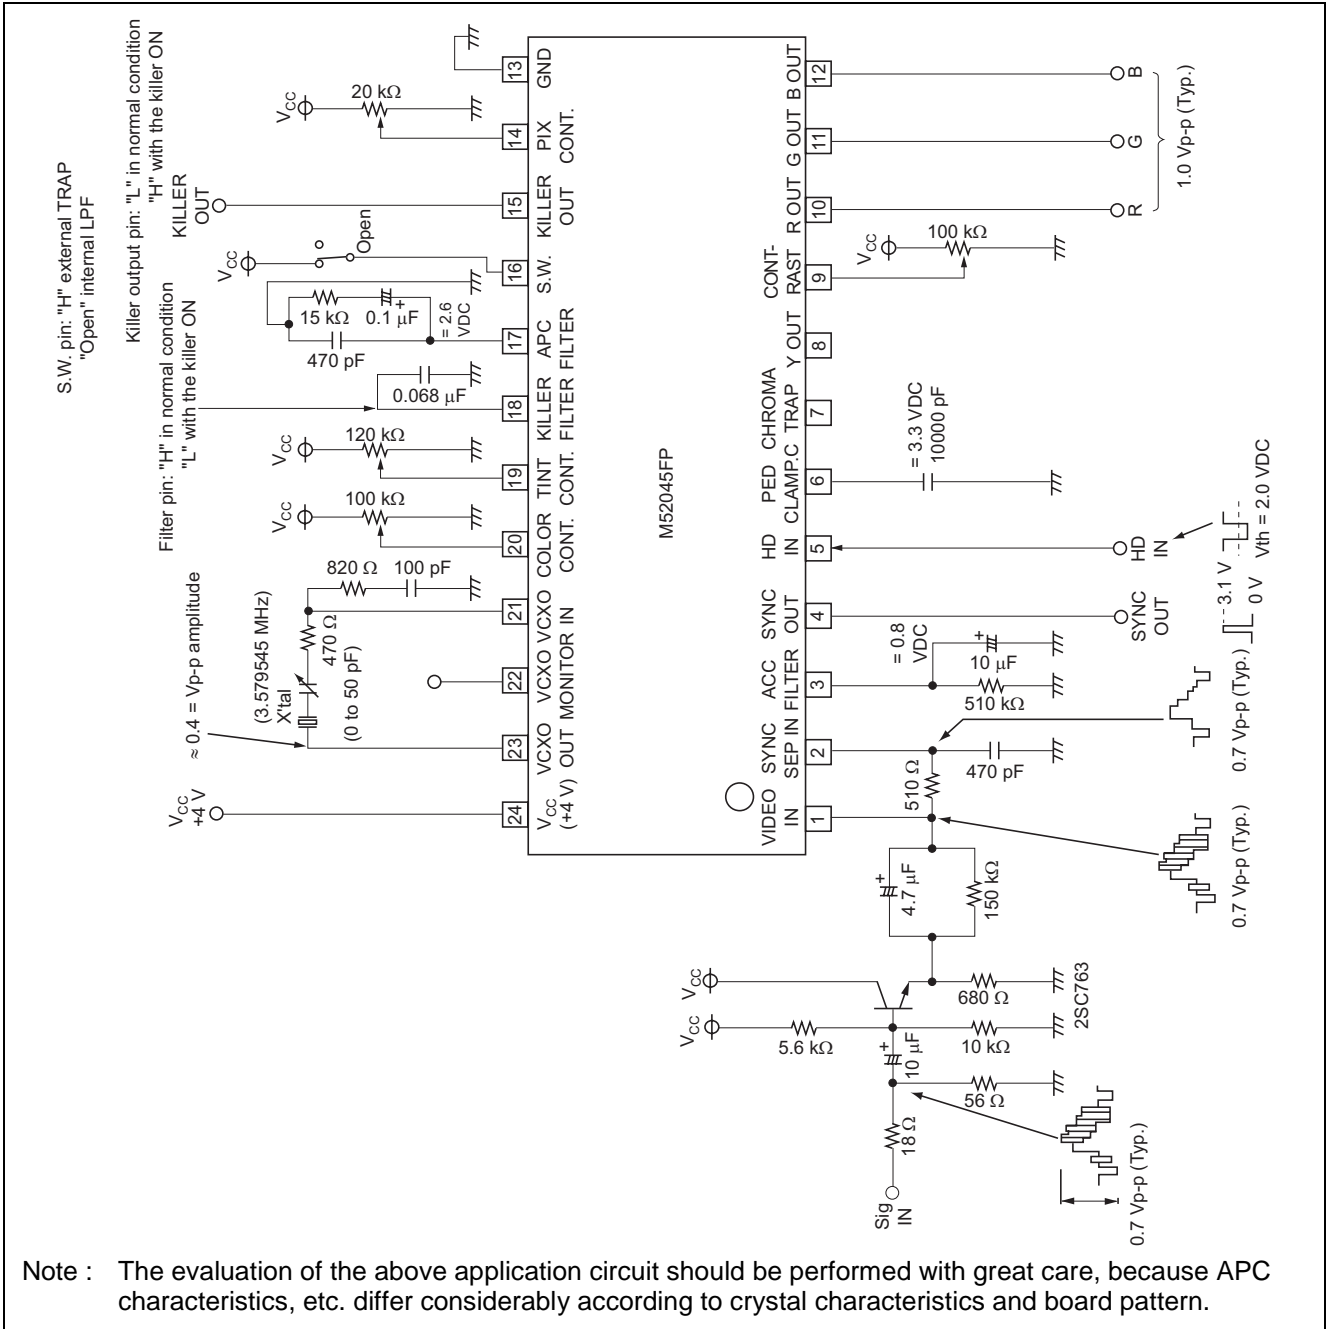 S.W. pin: "H" external TRAP
"Open" internal LPF
Killer output pin: "L" in normal condition
"H" with the killer ON
KILLER
OUT
Filter pin: "H" in normal condition
"L" with the killer ON
≈ 0.4 = Vp-p amplitude
13
GND
VCC
20 kΩ
14
PIX
CONT.
15
KILLER
OUT
VCC
Open
16
S.W.
15 kΩ
0.1 µF
+
470 pF
= 2.6
VDC
17
APC
FILTER
0.068 µF
18
KILLER
FILTER
VCC
120 kΩ
19
TINT
CONT.
VCC
100 kΩ
20
COLOR
CONT.
820 Ω
100 pF
21
VCXO
IN
(3.579545 MHz)
X'tal
470 Ω
(0 to 50 pF)
22
VCXO
MONITOR
23
VCXO
OUT
VCC
+4 V
24
VCC
(+4 V)
M52045FP
B OUT
12
B
G OUT
11
G
R OUT
10
R
1.0 Vp-p (Typ.)
VCC
100 kΩ
CONT-
RAST
9
Y OUT
8
CHROMA
TRAP
7
PED
CLAMP.C
6
= 3.3 VDC
10000 pF
HD
IN
5
HD
IN
Vth = 2.0 VDC
SYNC
OUT
4
SYNC
OUT
3.1 V
0 V
ACC
FILTER
3
= 0.8
VDC
+
10 µF
510 kΩ
SYNC
SEP IN
2
470 pF
0.7 Vp-p (Typ.)
510 Ω
VIDEO
IN
1
0.7 Vp-p (Typ.)
+
4.7 µF
150 kΩ
VCC
680 Ω
2SC763
VCC
5.6 kΩ
10 kΩ
+
10 µF
56 Ω
18 Ω
Sig
IN
0.7 Vp-p (Typ.)
Note : The evaluation of the above application circuit should be performed with great care, because APC
characteristics, etc. differ considerably according to crystal characteristics and board pattern.